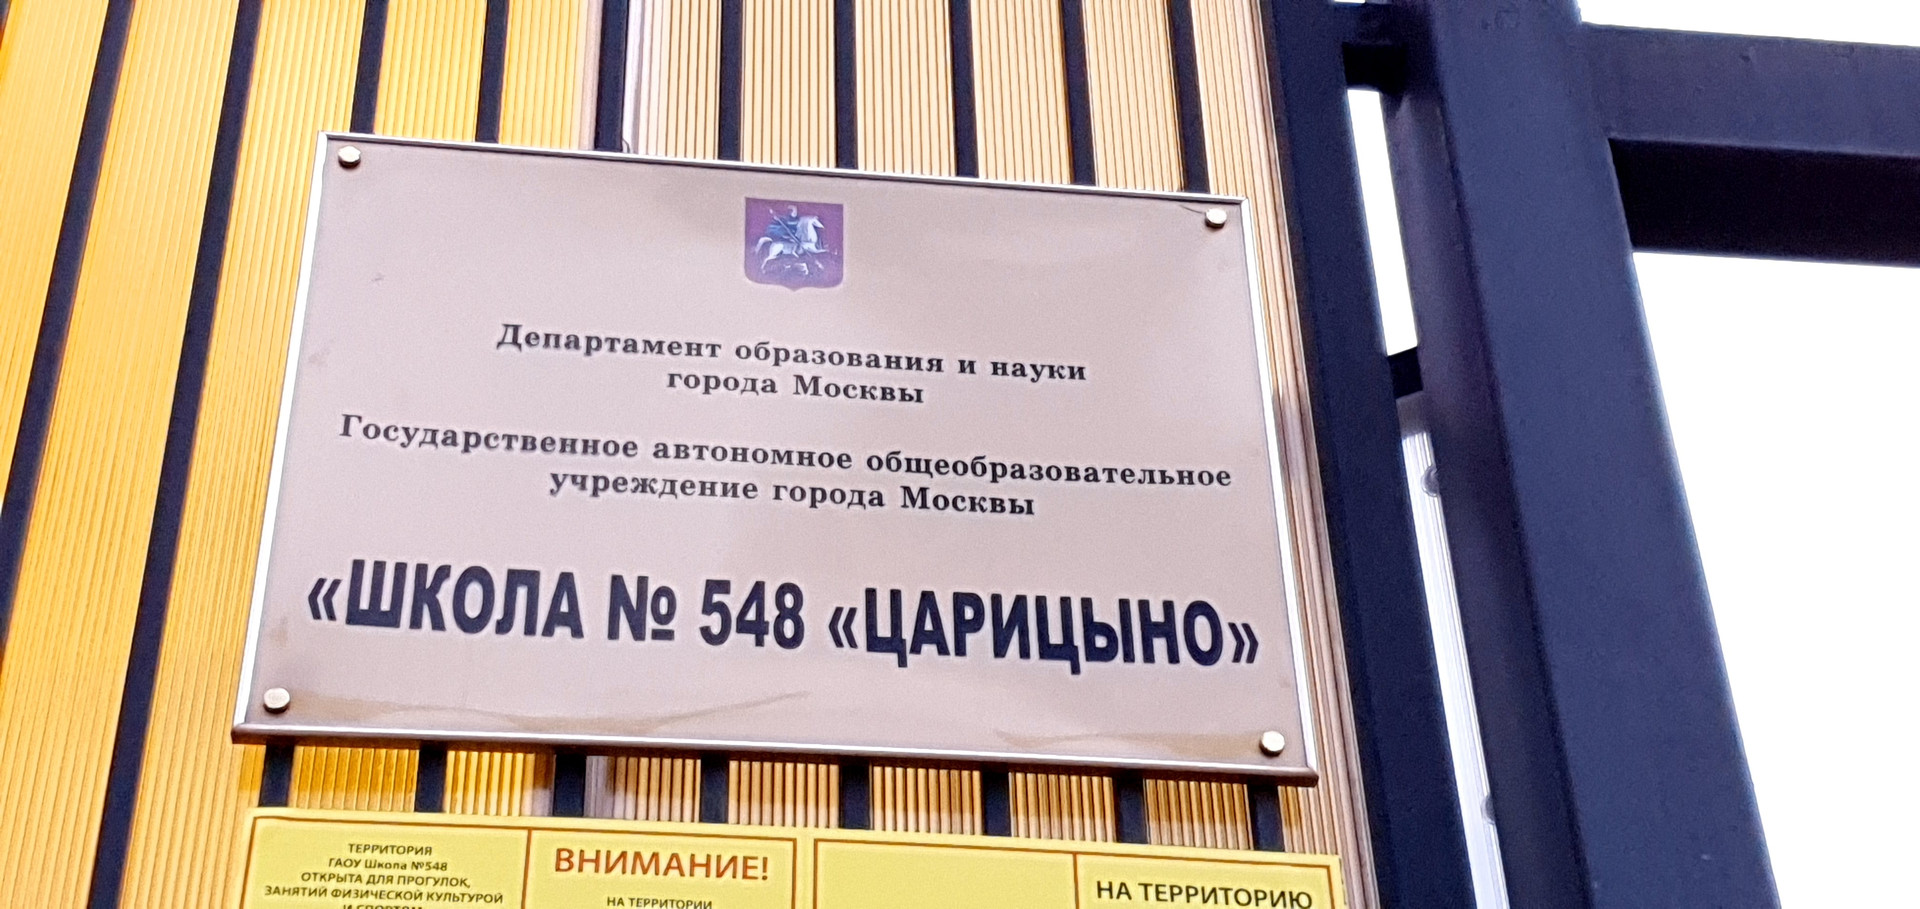 Департамент образования и науки
города Москвы
Государственное автономное общеобразовательное
учреждение города Москвы
«ШКОЛА № 548 «ЦАРИЦЫНО»
ТЕРРИТОРИЯ
ГАОУ Школа №548
ОТКРЫТА ДЛЯ ПРОГУЛОК,
ЗАНЯТИЙ ФИЗИЧЕСКОЙ КУЛЬТУРОЙ
И СПОРТОМ
ВНИМАНИЕ!
НА ТЕРРИТОРИИ
НА ТЕРРИТОРИЮ